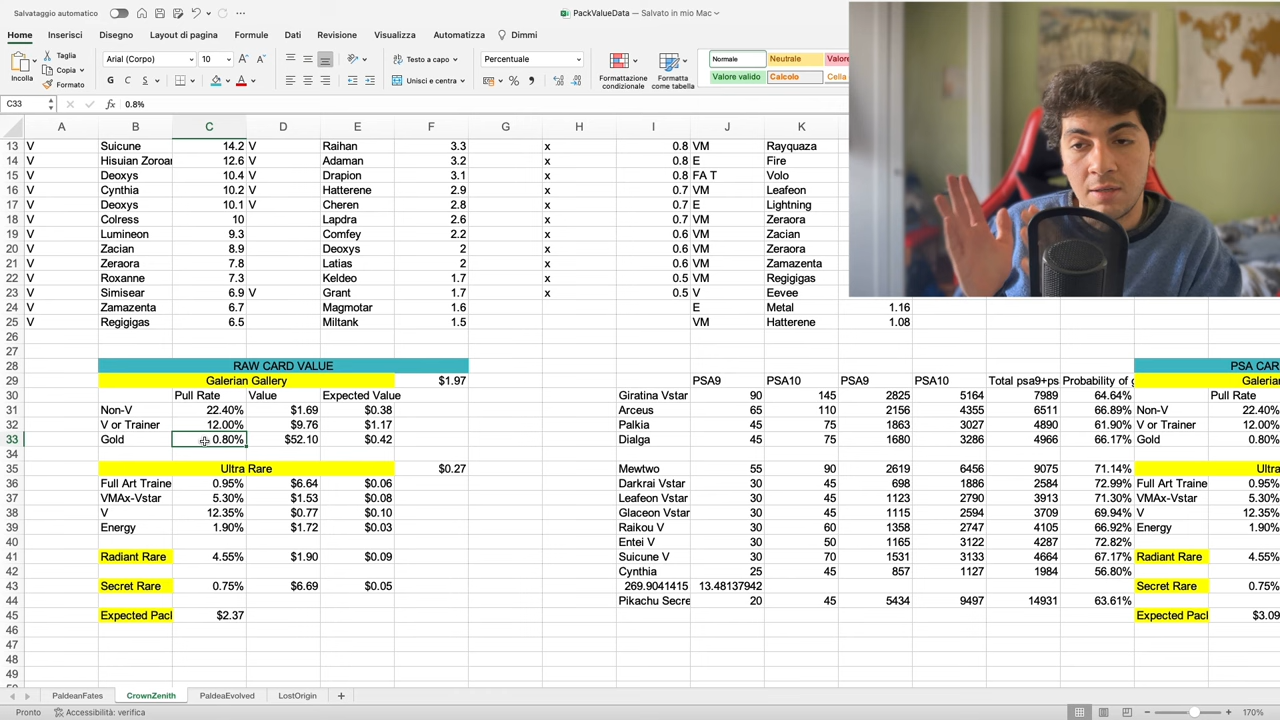 Salvataggio automatico PackValueData — Salvato in mio Mac
Home Inserisci Disegno Layout di pagina Formule Dati Revisione Visualizza Automatizza Dimmi
Incolla Taglia Copia Formato Arial (Corpo) 10 A A Testo a capo Percentuale Formattazione condizionale Formatta come tabella Normale Neutrale
G C S A Unisci e centra % Valore valido Calcolo
C33 fx 0.8%
A B C D E F G H I J K
13 V Suicune 14.2 V Raihan 3.3 x 0.8 VM Rayquaza
14 V Hisuian Zoroar 12.6 V Adaman 3.2 x 0.8 E Fire
15 V Deoxys 10.4 V Drapion 3.1 x 0.8 FA T Volo
16 V Cynthia 10.2 V Hatterene 2.9 x 0.7 VM Leafeon
17 V Deoxys 10.1 V Cheren 2.8 x 0.7 E Lightning
18 V Colress 10 Lapdra 2.6 x 0.7 VM Zeraora
19 V Lumineon 9.3 Comfey 2.2 x 0.6 VM Zacian
20 V Zacian 8.9 Deoxys 2 x 0.6 VM Zeraora
21 V Zeraora 7.8 Latias 2 x 0.6 VM Zamazenta
22 V Roxanne 7.3 Keldeo 1.7 x 0.5 VM Regigigas
23 V Simisear 6.9 V Grant 1.7 x 0.5 V Eevee
24 V Zamazenta 6.7 Magmotar 1.6 E Metal 1.16
25 V Regigigas 6.5 Miltank 1.5 VM Hatterene 1.08
26
27
28 RAW CARD VALUE PSA CAR
29 Galerian Gallery $1.97 PSA9 PSA10 PSA9 PSA10 Total psa9+ps Probability of g Galeria
30 Pull Rate Value Expected Value Giratina Vstar 90 145 2825 5164 7989 64.64% Pull Rate
31 Non-V 22.40% $1.69 $0.38 Arceus 65 110 2156 4355 6511 66.89% Non-V 22.40%
32 V or Trainer 12.00% $9.76 $1.17 Palkia 45 75 1863 3027 4890 61.90% V or Trainer 12.00%
33 Gold 0.80% $52.10 $0.42 Dialga 45 75 1680 3286 4966 66.17% Gold 0.80%
34
35 Ultra Rare $0.27 Mewtwo 55 90 2619 6456 9075 71.14% Ultra
36 Full Art Traine 0.95% $6.64 $0.06 Darkrai Vstar 30 45 698 1886 2584 72.99% Full Art Traine 0.95%
37 VMAx-Vstar 5.30% $1.53 $0.08 Leafeon Vstar 30 45 1123 2790 3913 71.30% VMAx-Vstar 5.30%
38 V 12.35% $0.77 $0.10 Glaceon Vstar 30 45 1115 2594 3709 69.94% V 12.35%
39 Energy 1.90% $1.72 $0.03 Raikou V 30 60 1358 2747 4105 66.92% Energy 1.90%
40 Entei V 30 50 1165 3122 4287 72.82%
41 Radiant Rare 4.55% $1.90 $0.09 Suicune V 30 70 1531 3133 4664 67.17% Radiant Rare 4.55%
42 Cynthia 25 45 857 1127 1984 56.80%
43 Secret Rare 0.75% $6.69 $0.05 269.9041415 13.48137942 Secret Rare 0.75%
44 Pikachu Secre 20 45 5434 9497 14931 63.61%
45 Expected Pack $2.37 Expected Pack $3.09
46
47
48
49
PaldeanFates CrownZenith PaldeaEvolved LostOrigin
Pronto Accessibilità: verifica 170%